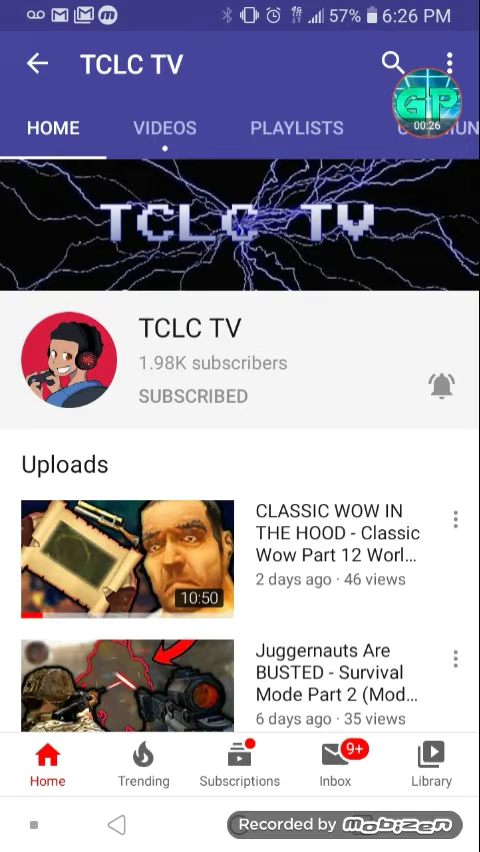 57% 6:26 PM
TCLC TV
GP
00:26
HOME VIDEOS PLAYLISTS
TCLC TV
TCLC TV
1.98K subscribers
SUBSCRIBED
Uploads
CLASSIC WOW IN
THE HOOD - Classic
Wow Part 12 Worl...
2 days ago · 46 views
10:50
Juggernauts Are
BUSTED - Survival
Mode Part 2 (Mod...
6 days ago · 35 views
9+
Home Trending Subscriptions Inbox Library
Recorded by mobizen